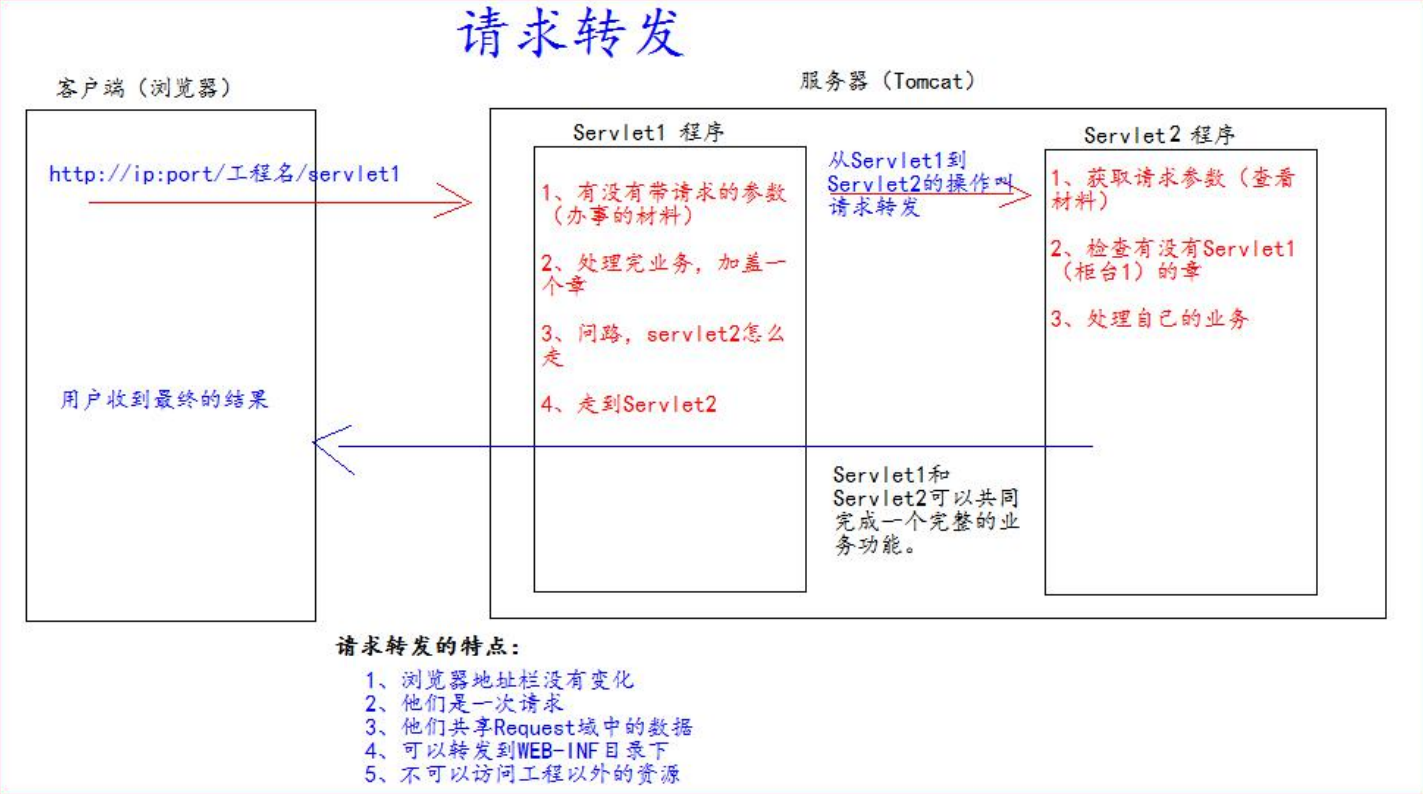 请求转发
客户端（浏览器）
服务器（Tomcat）
http://ip:port/工程名/servlet1
用户收到最终的结果
Servlet1 程序
1、有没有带请求的参数
（办事的材料）
2、处理完业务，加盖一
个章
3、问路，servlet2怎么
走
4、走到Servlet2
从Servlet1到
Servlet2的操作叫
请求转发
Servlet1和
Servlet2可以共同
完成一个完整的业
务功能。
Servlet2 程序
1、获取请求参数（查看
材料）
2、检查有没有Servlet1
（柜台1）的章
3、处理自己的业务
请求转发的特点：
1、浏览器地址栏没有变化
2、他们是一次请求
3、他们共享Request域中的数据
4、可以转发到WEB-INF目录下
5、不可以访问工程以外的资源